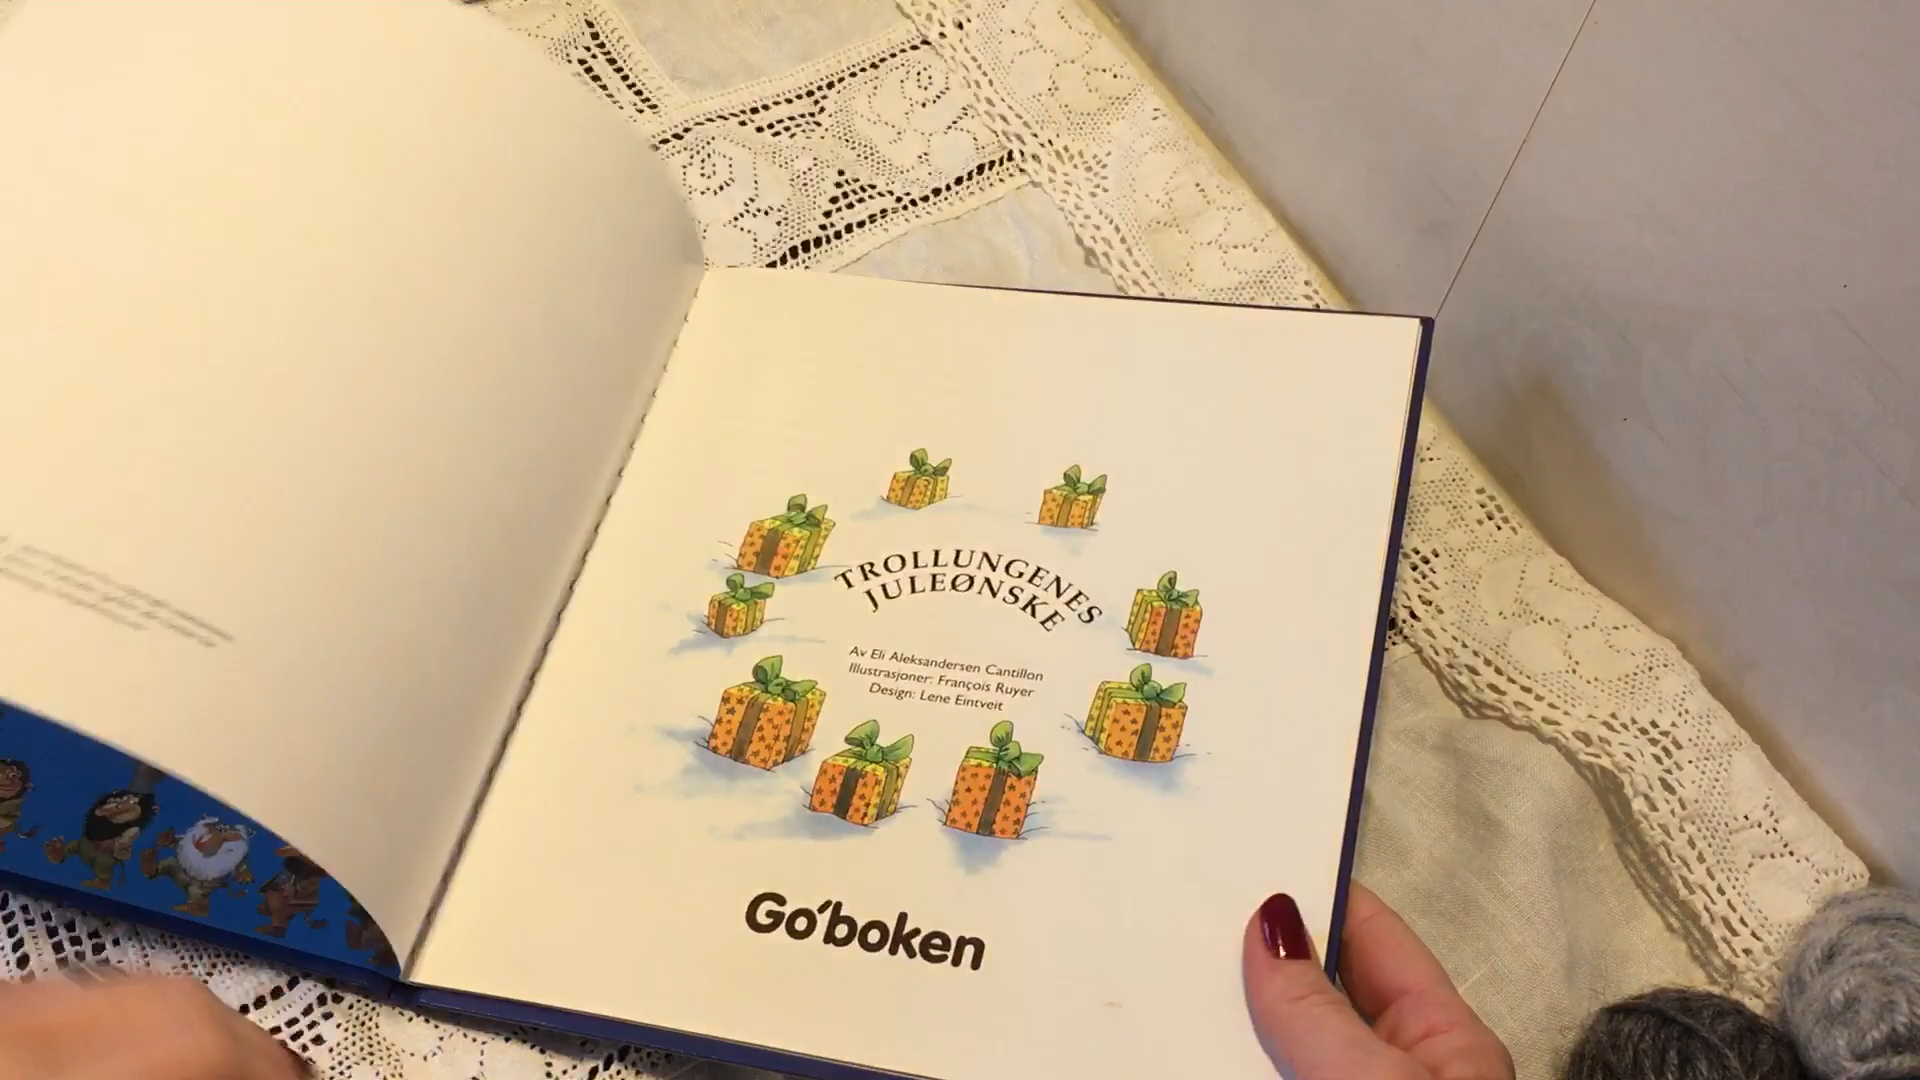 TROLLUNGENES
JULEØNSKE
Av Eli Aleksandersen Cantillon
Illustrasjoner: François Ruyer
Design: Lene Eintveit
Go'boken